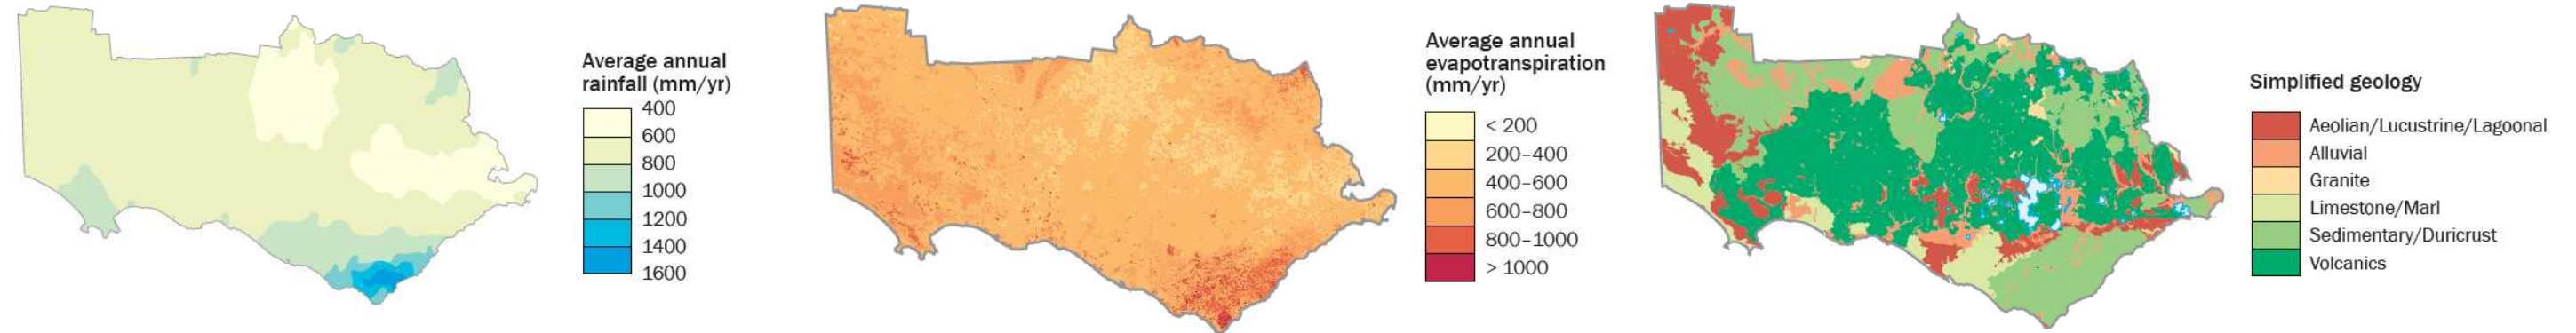 Average annual
rainfall (mm/yr)
400
600
800
1000
1200
1400
1600
Average annual
evapotranspiration
(mm/yr)
< 200
200–400
400–600
600–800
800–1000
> 1000
Simplified geology
Aeolian/Lucustrine/Lagoonal
Alluvial
Granite
Limestone/Marl
Sedimentary/Duricrust
Volcanics